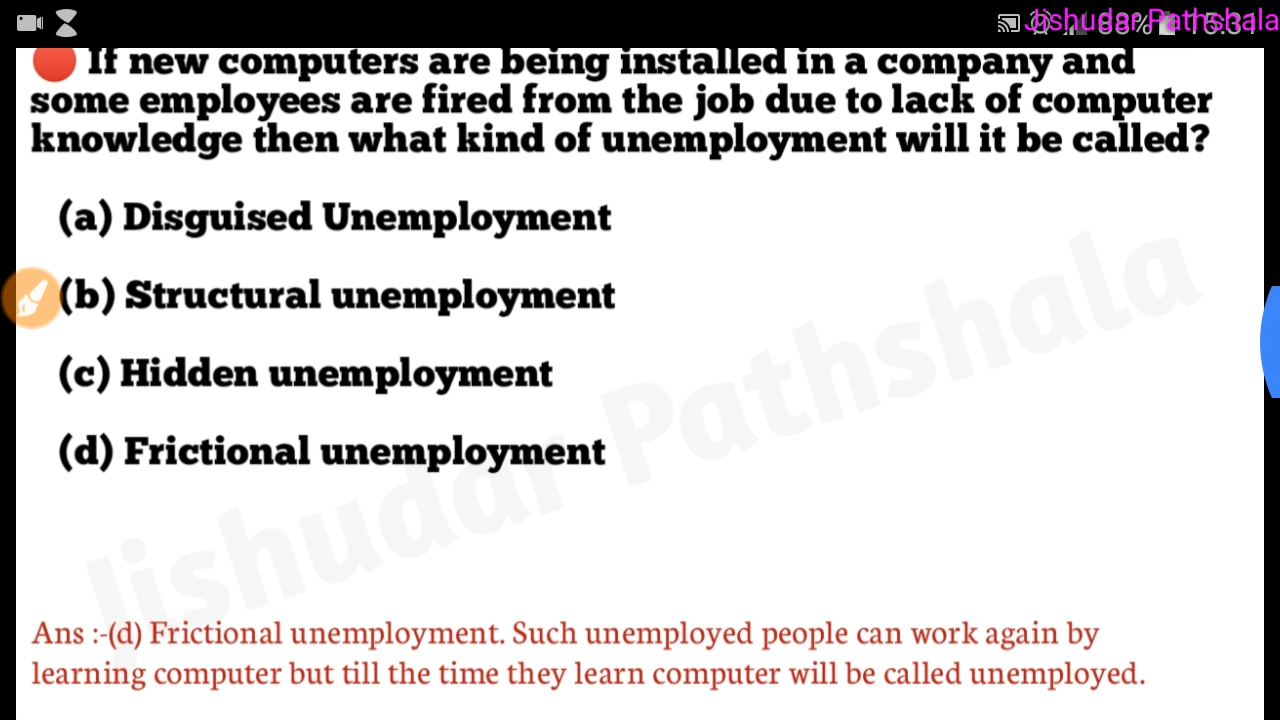 Jishudar Pathshala
If new computers are being installed in a company and
some employees are fired from the job due to lack of computer
knowledge then what kind of unemployment will it be called?
(a) Disguised Unemployment
(b) Structural unemployment
(c) Hidden unemployment
(d) Frictional unemployment
Jishudar Pathshala
Ans :-(d) Frictional unemployment. Such unemployed people can work again by
learning computer but till the time they learn computer will be called unemployed.